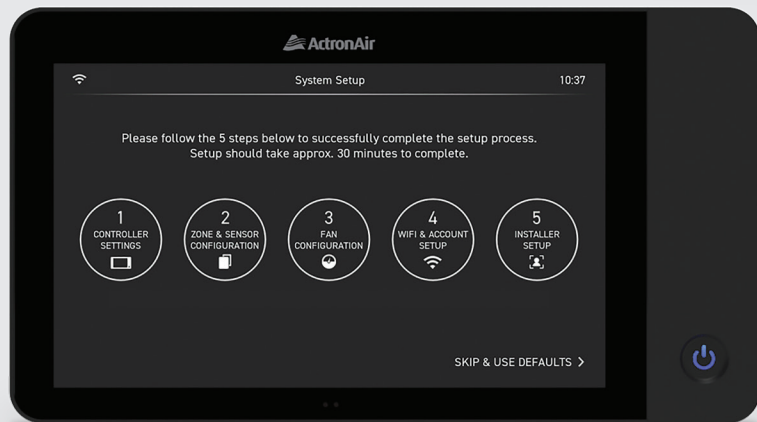 ActronAir
System Setup
10:37
Please follow the 5 steps below to successfully complete the setup process.
Setup should take approx. 30 minutes to complete.
1
CONTROLLER
SETTINGS
2
ZONE & SENSOR
CONFIGURATION
3
FAN
CONFIGURATION
4
WIFI & ACCOUNT
SETUP
5
INSTALLER
SETUP
SKIP & USE DEFAULTS >